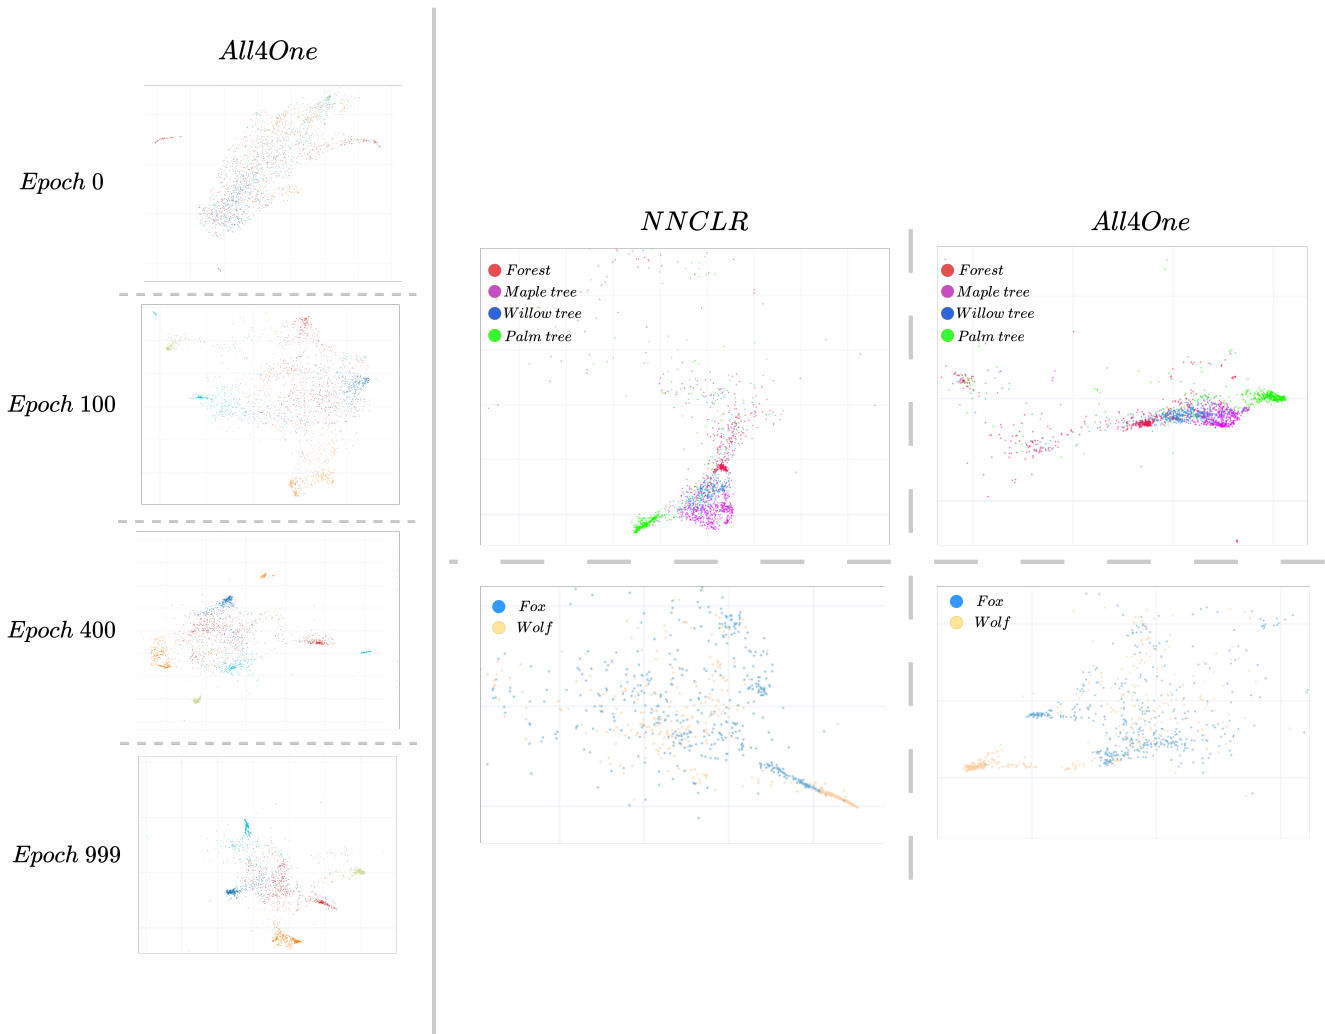 All4One
Epoch 0
Epoch 100
Epoch 400
Epoch 999
NNCLR
Forest
Maple tree
Willow tree
Palm tree
All4One
Forest
Maple tree
Willow tree
Palm tree
Fox
Wolf
Fox
Wolf